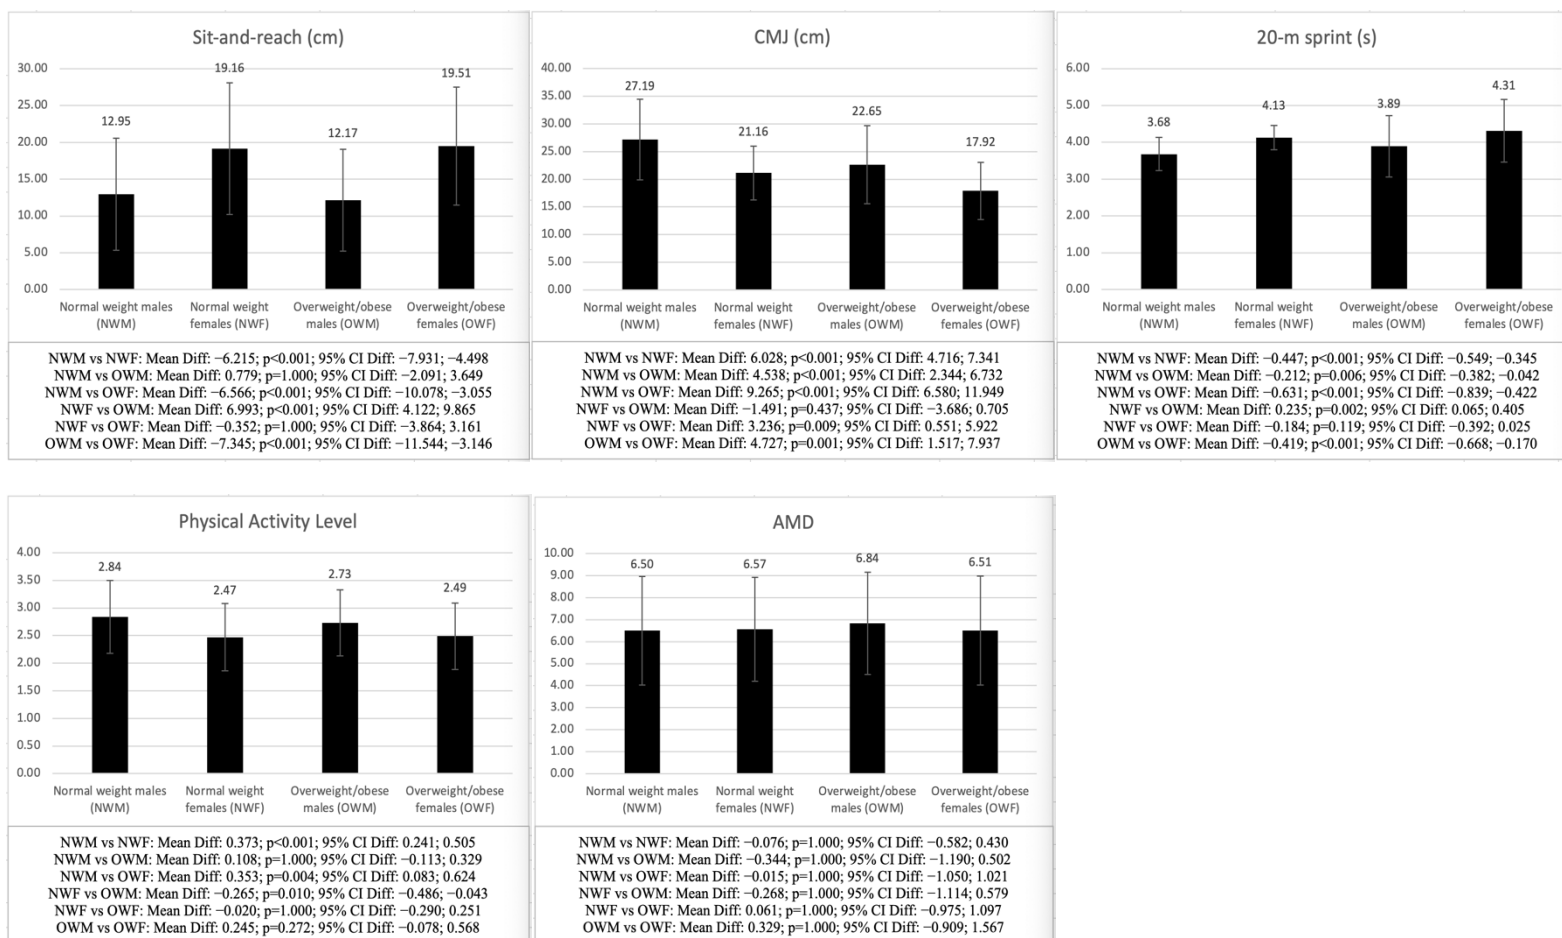 Sit-and-reach (cm)
30.00
25.00
20.00
15.00
10.00
5.00
0.00
12.95
19.16
12.17
19.51
Normal weight males
(NWM)
Normal weight
females (NWF)
Overweight/obese
males (OWM)
Overweight/obese
females (OWF)
NWM vs NWF: Mean Diff: −6.215; p<0.001; 95% CI Diff: −7.931; −4.498
NWM vs OWM: Mean Diff: 0.779; p=1.000; 95% CI Diff: −2.091; 3.649
NWM vs OWF: Mean Diff: −6.566; p<0.001; 95% CI Diff: −10.078; −3.055
NWF vs OWM: Mean Diff: 6.993; p<0.001; 95% CI Diff: 4.122; 9.865
NWF vs OWF: Mean Diff: −0.352; p=1.000; 95% CI Diff: −3.864; 3.161
OWM vs OWF: Mean Diff: −7.345; p<0.001; 95% CI Diff: −11.544; −3.146
CMJ (cm)
40.00
35.00
30.00
25.00
20.00
15.00
10.00
5.00
0.00
27.19
21.16
22.65
17.92
Normal weight males
(NWM)
Normal weight
females (NWF)
Overweight/obese
males (OWM)
Overweight/obese
females (OWF)
NWM vs NWF: Mean Diff: 6.028; p<0.001; 95% CI Diff: 4.716; 7.341
NWM vs OWM: Mean Diff: 4.538; p<0.001; 95% CI Diff: 2.344; 6.732
NWM vs OWF: Mean Diff: 9.265; p<0.001; 95% CI Diff: 6.580; 11.949
NWF vs OWM: Mean Diff: −1.491; p=0.437; 95% CI Diff: −3.686; 0.705
NWF vs OWF: Mean Diff: 3.236; p=0.009; 95% CI Diff: 0.551; 5.922
OWM vs OWF: Mean Diff: 4.727; p=0.001; 95% CI Diff: 1.517; 7.937
20-m sprint (s)
6.00
5.00
4.00
3.00
2.00
1.00
0.00
3.68
4.13
3.89
4.31
Normal weight males
(NWM)
Normal weight
females (NWF)
Overweight/obese
males (OWM)
Overweight/obese
females (OWF)
NWM vs NWF: Mean Diff: −0.447; p<0.001; 95% CI Diff: −0.549; −0.345
NWM vs OWM: Mean Diff: −0.212; p=0.006; 95% CI Diff: −0.382; −0.042
NWM vs OWF: Mean Diff: −0.631; p<0.001; 95% CI Diff: −0.839; −0.422
NWF vs OWM: Mean Diff: 0.235; p=0.002; 95% CI Diff: 0.065; 0.405
NWF vs OWF: Mean Diff: −0.184; p=0.119; 95% CI Diff: −0.392; 0.025
OWM vs OWF: Mean Diff: −0.419; p<0.001; 95% CI Diff: −0.668; −0.170
Physical Activity Level
4.00
3.50
3.00
2.50
2.00
1.50
1.00
0.50
0.00
2.84
2.47
2.73
2.49
Normal weight males
(NWM)
Normal weight
females (NWF)
Overweight/obese
males (OWM)
Overweight/obese
females (OWF)
NWM vs NWF: Mean Diff: 0.373; p<0.001; 95% CI Diff: 0.241; 0.505
NWM vs OWM: Mean Diff: 0.108; p=1.000; 95% CI Diff: −0.113; 0.329
NWM vs OWF: Mean Diff: 0.353; p=0.004; 95% CI Diff: 0.083; 0.624
NWF vs OWM: Mean Diff: −0.265; p=0.010; 95% CI Diff: −0.486; −0.043
NWF vs OWF: Mean Diff: −0.020; p=1.000; 95% CI Diff: −0.290; 0.251
OWM vs OWF: Mean Diff: 0.245; p=0.272; 95% CI Diff: −0.078; 0.568
AMD
10.00
9.00
8.00
7.00
6.00
5.00
4.00
3.00
2.00
1.00
0.00
6.50
6.57
6.84
6.51
Normal weight males
(NWM)
Normal weight
females (NWF)
Overweight/obese
males (OWM)
Overweight/obese
females (OWF)
NWM vs NWF: Mean Diff: −0.076; p=1.000; 95% CI Diff: −0.582; 0.430
NWM vs OWM: Mean Diff: −0.344; p=1.000; 95% CI Diff: −1.190; 0.502
NWM vs OWF: Mean Diff: −0.015; p=1.000; 95% CI Diff: −1.050; 1.021
NWF vs OWM: Mean Diff: −0.268; p=1.000; 95% CI Diff: −1.114; 0.579
NWF vs OWF: Mean Diff: 0.061; p=1.000; 95% CI Diff: −0.975; 1.097
OWM vs OWF: Mean Diff: 0.329; p=1.000; 95% CI Diff: −0.909; 1.567